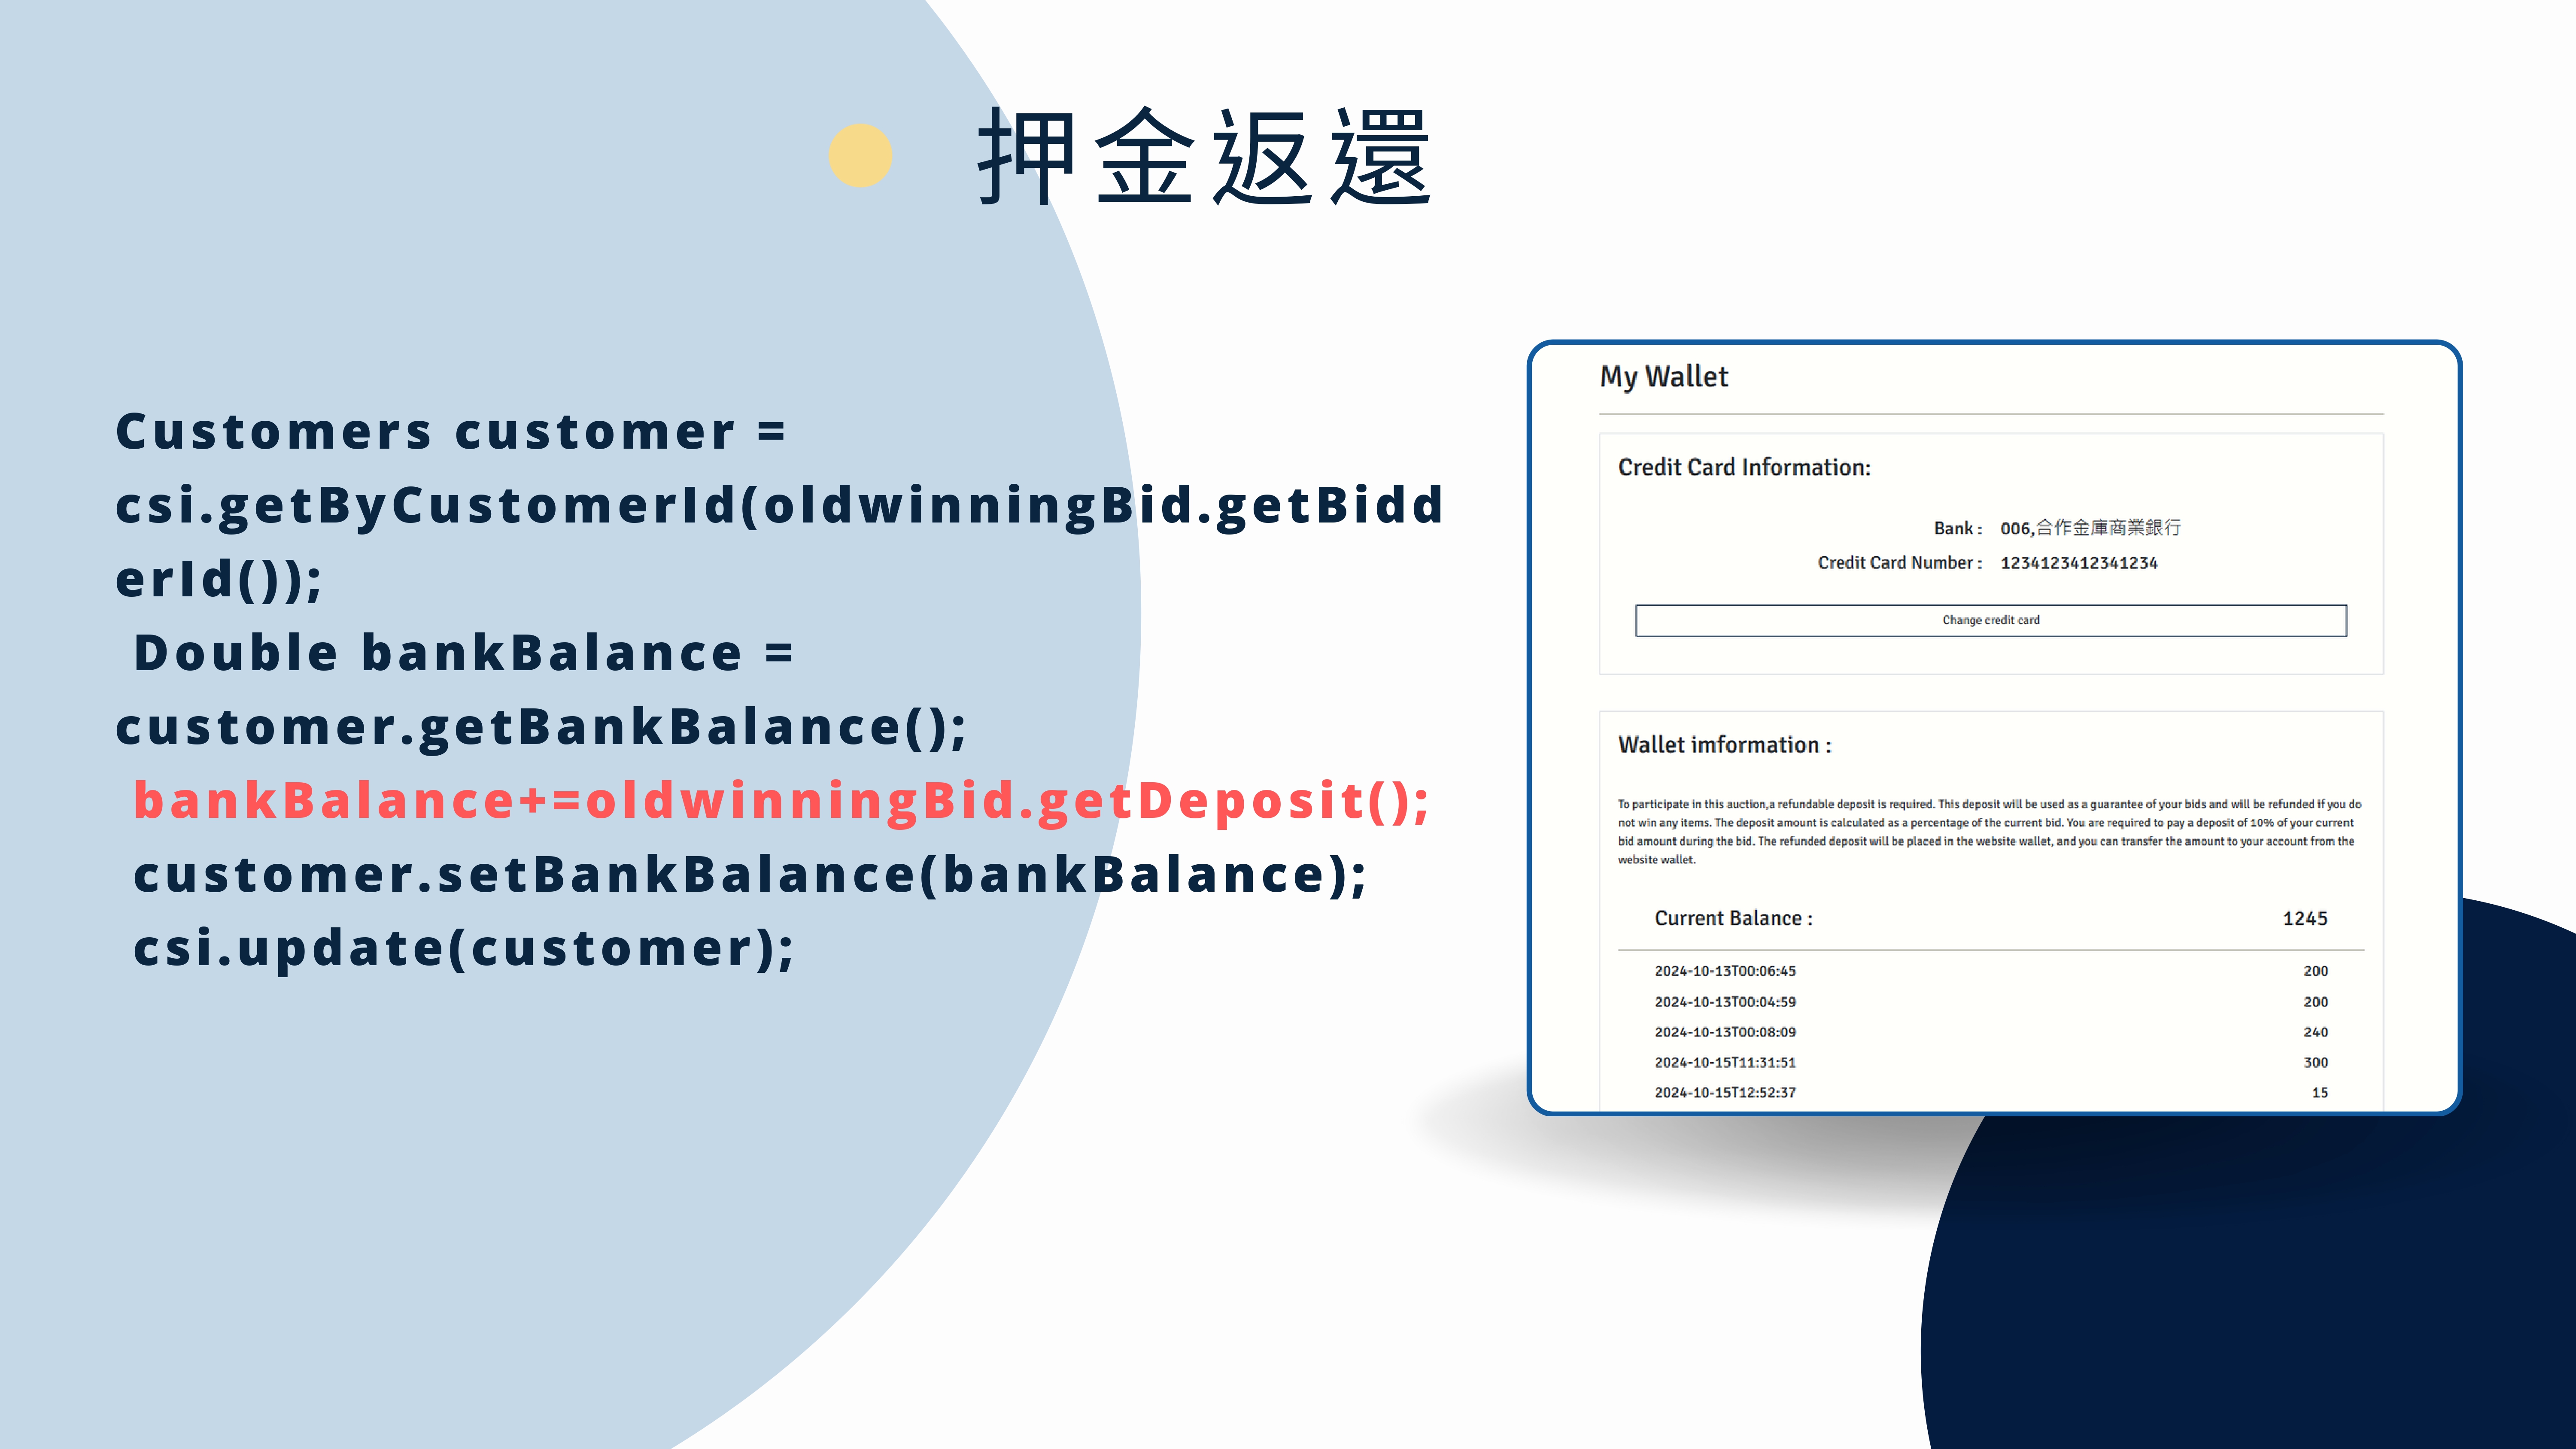 押金返還
Customers customer =
csi.getByCustomerId(oldwinningBid.getBidd
erId());
Double bankBalance =
customer.getBankBalance();
bankBalance+=oldwinningBid.getDeposit();
customer.setBankBalance(bankBalance);
csi.update(customer);
My Wallet
Credit Card Information:
Bank : 006,合作金庫商業銀行
Credit Card Number : 1234123412341234
Change credit card
Wallet imformation :
To participate in this auction,a refundable deposit is required. This deposit will be used as a guarantee of your bids and will be refunded if you do
not win any items. The deposit amount is calculated as a percentage of the current bid. You are required to pay a deposit of 10% of your current
bid amount during the bid. The refunded deposit will be placed in the website wallet, and you can transfer the amount to your account from the
website wallet.
Current Balance : 1245
2024-10-13T00:06:45 200
2024-10-13T00:04:59 200
2024-10-13T00:08:09 240
2024-10-15T11:31:51 300
2024-10-15T12:52:37 15